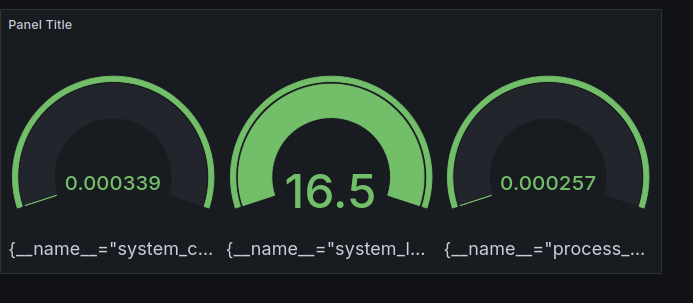 Panel Title
0.000339
16.5
0.000257
{__name__="system_c...
{__name__="system_l...
{__name__="process_...